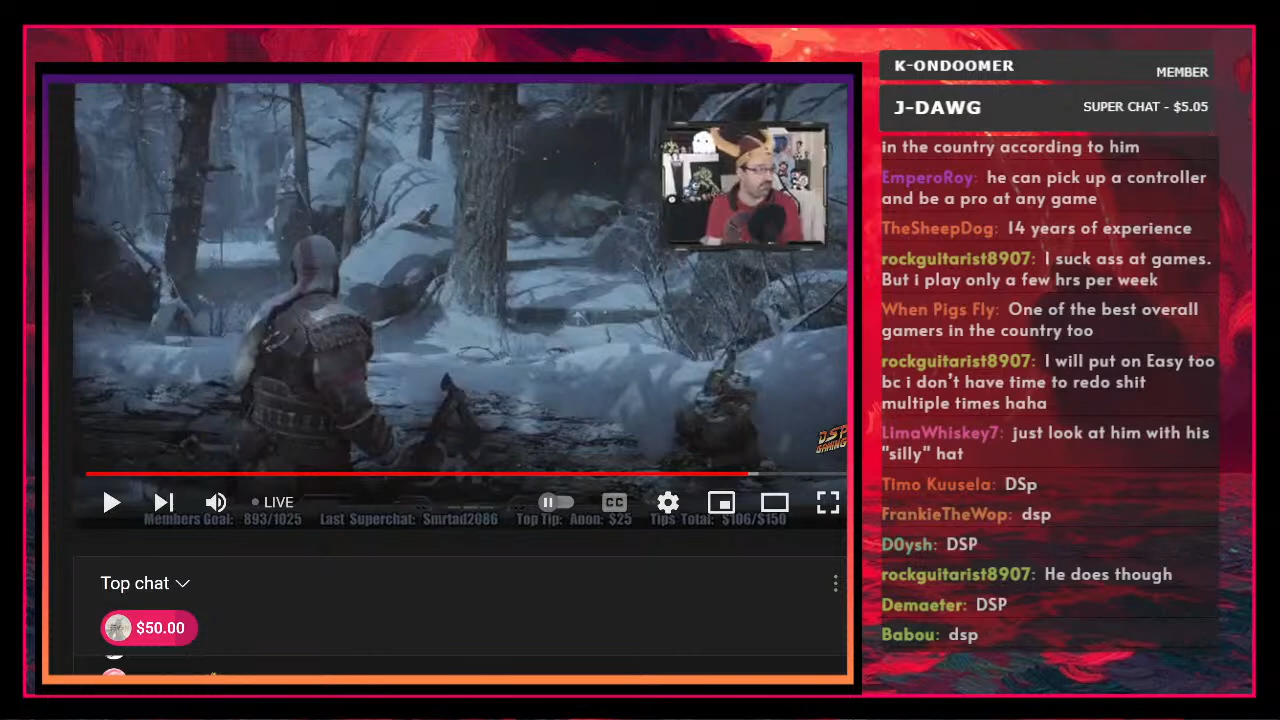 K-ONDOOMER
MEMBER
J-DAWG
SUPER CHAT - $5.05
in the country according to him
EmperoRoy: he can pick up a controller
and be a pro at any game
TheSheepDog: 14 years of experience
rockguitarist8907: I suck ass at games.
But i play only a few hrs per week
When Pigs Fly: One of the best overall
gamers in the country too
rockguitarist8907: I will put on Easy too
bc i don't have time to redo shit
multiple times haha
LimaWhiskey7: just look at him with his
"silly" hat
TImo Kuusela: DSp
FrankieTheWop: dsp
D0ysh: DSP
rockguitarist8907: He does though
Demaeter: DSP
Babou: dsp
DSP
GAMING
LIVE
CC
Members Goal: 893/1025 Last Superchat: Smrtad2086 Top Tip: Anon: $25 Tips Total: $106/$150
Top chat
$50.00